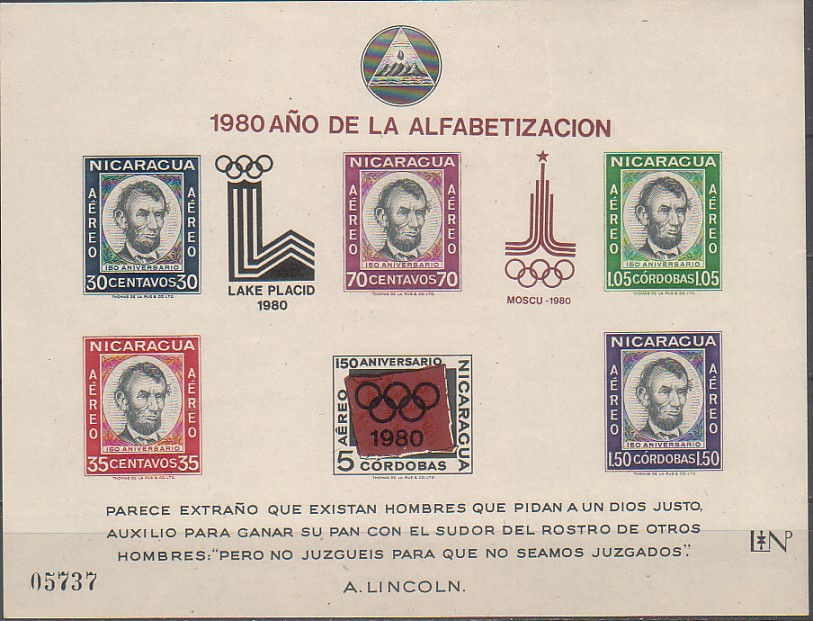 1980 AÑO DE LA ALFABETIZACION
NICARAGUA
AÉREO
AÉREO
150 ANIVERSARIO
30 CENTAVOS 30
THOMAS DE LA RUE & CO. LTD.
LAKE PLACID
1980
NICARAGUA
AÉREO
AÉREO
150 ANIVERSARIO
70 CENTAVOS 70
THOMAS DE LA RUE & CO. LTD.
MOSCU-1980
NICARAGUA
AÉREO
AÉREO
150 ANIVERSARIO
1.05 CÓRDOBAS 1.05
THOMAS DE LA RUE & CO. LTD.
NICARAGUA
AÉREO
AÉREO
150 ANIVERSARIO
35 CENTAVOS 35
THOMAS DE LA RUE & CO. LTD.
150 ANIVERSARIO
AÉREO
NICARAGUA
1980
5 CÓRDOBAS
THOMAS DE LA RUE & CO. LTD.
NICARAGUA
AÉREO
AÉREO
150 ANIVERSARIO
1.50 CÓRDOBAS 1.50
THOMAS DE LA RUE & CO. LTD.
PARECE EXTRAÑO QUE EXISTAN HOMBRES QUE PIDAN A UN DIOS JUSTO,
AUXILIO PARA GANAR SU PAN CON EL SUDOR DEL ROSTRO DE OTROS
HOMBRES: "PERO NO JUZGUEIS PARA QUE NO SEAMOS JUZGADOS".
A. LINCOLN.
05737